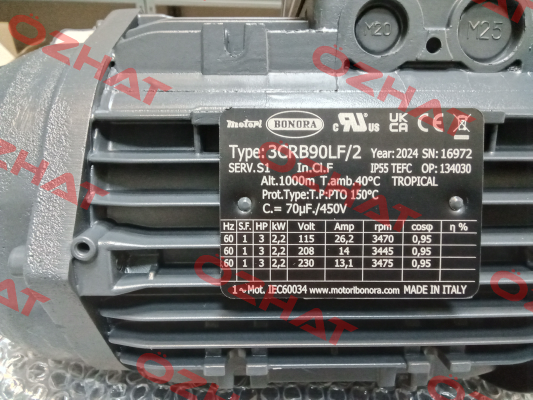 M20 M25
Motori BONORA c RU US UK CA CE
Type: 3CRB90LF/2 Year: 2024 SN: 16972
SERV. S1 In.Cl.F IP55 TEFC OP: 134030
Alt.1000m T.amb.40°C TROPICAL
Prot.Type:T.P:PTO 150°C
C.= 70µF./450V
Hz S.F. HP kW Volt Amp rpm cosφ η %
60 1 3 2,2 115 26,2 3470 0,95
60 1 3 2,2 208 14 3445 0,95
60 1 3 2,2 230 13,1 3475 0,95
1~Mot. IEC60034 www.motoribonora.com MADE IN ITALY
OZHAT
OZHAT
OZHAT
OZHAT
OZHAT
OZHAT